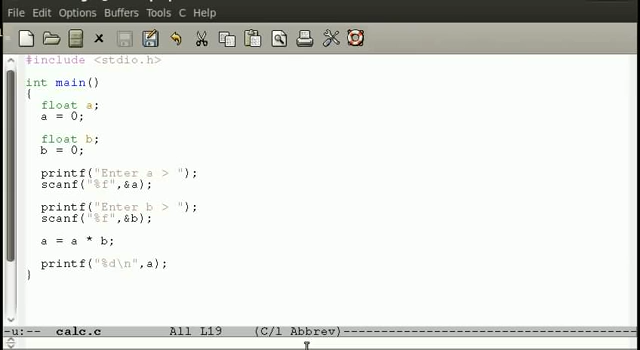 File Edit Options Buffers Tools C Help
#include <stdio.h>
int main()
{
float a;
a = 0;
float b;
b = 0;
printf("Enter a > ");
scanf("%f",&a);
printf("Enter b > ");
scanf("%f",&b);
a = a * b;
printf("%d\n",a);
}
-u:-- calc.c All L19 (C/l Abbrev)